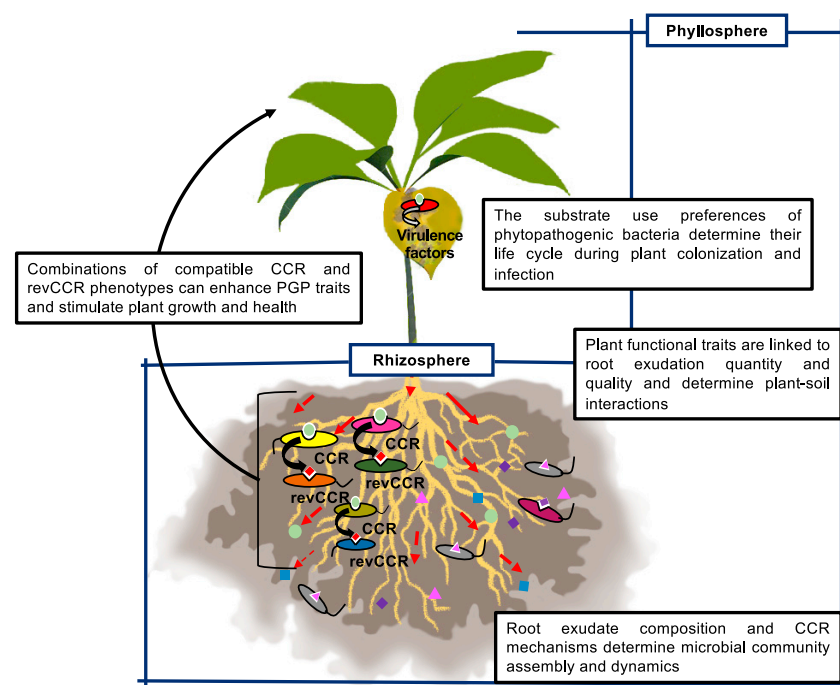 Phyllosphere
Virulence
factors
The substrate use preferences of
phytopathogenic bacteria determine their
life cycle during plant colonization and
infection
Combinations of compatible CCR and
revCCR phenotypes can enhance PGP traits
and stimulate plant growth and health
Plant functional traits are linked to
root exudation quantity and
quality and determine plant-soil
interactions
Rhizosphere
CCR
CCR
revCCR
revCCR
CCR
revCCR
Root exudate composition and CCR
mechanisms determine microbial community
assembly and dynamics